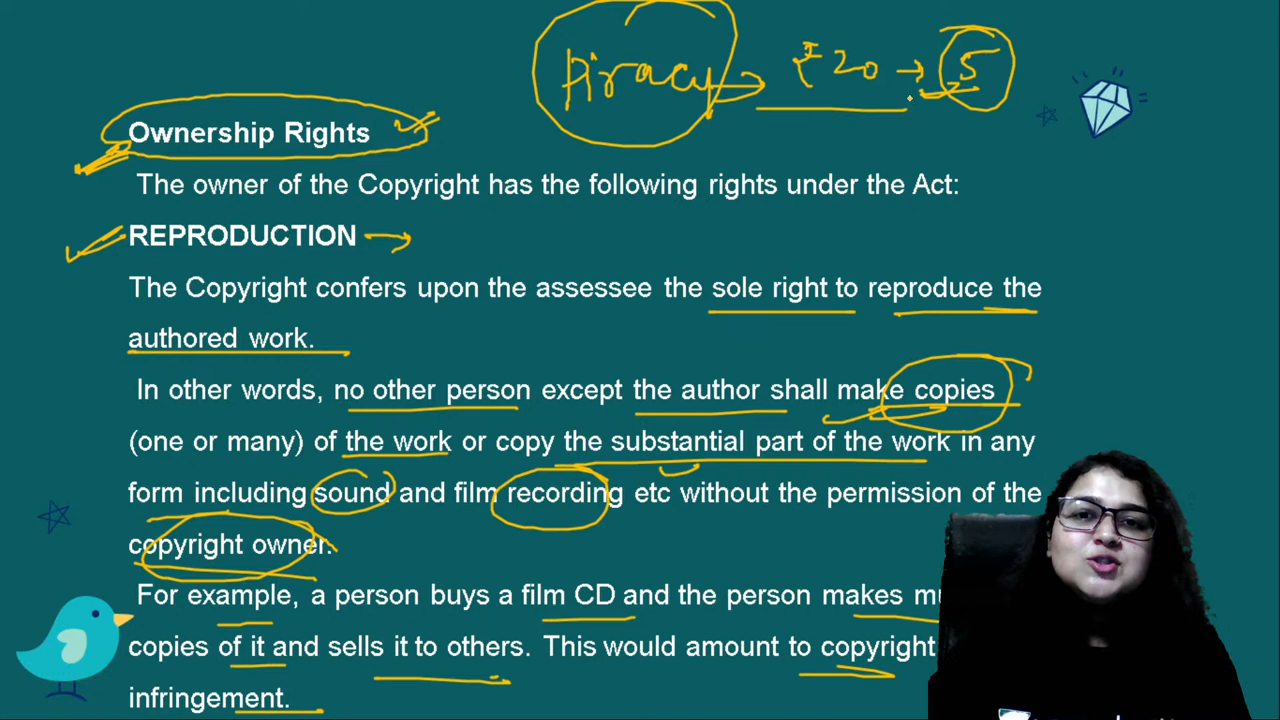 Piracy → ₹20 → 5
Ownership Rights
The owner of the Copyright has the following rights under the Act:
REPRODUCTION →
The Copyright confers upon the assessee the sole right to reproduce the
authored work.
In other words, no other person except the author shall make copies
(one or many) of the work or copy the substantial part of the work in any
form including sound and film recording etc without the permission of the
copyright owner.
For example, a person buys a film CD and the person makes
copies of it and sells it to others. This would amount to copyright
infringement.